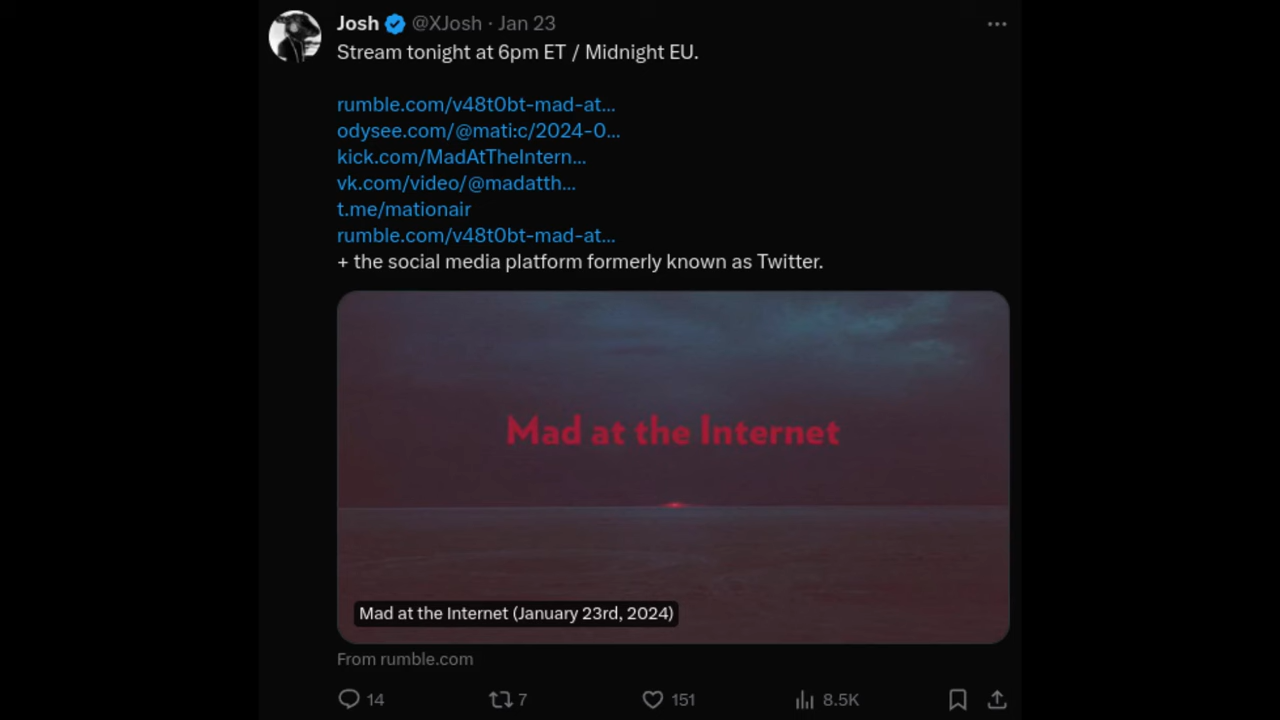 Josh @XJosh · Jan 23
Stream tonight at 6pm ET / Midnight EU.
rumble.com/v48t0bt-mad-at...
odysee.com/@mati:c/2024-0...
kick.com/MadAtTheIntern...
vk.com/video/@madatth...
t.me/mationair
rumble.com/v48t0bt-mad-at...
+ the social media platform formerly known as Twitter.
Mad at the Internet
Mad at the Internet (January 23rd, 2024)
From rumble.com
14 7 151 8.5K